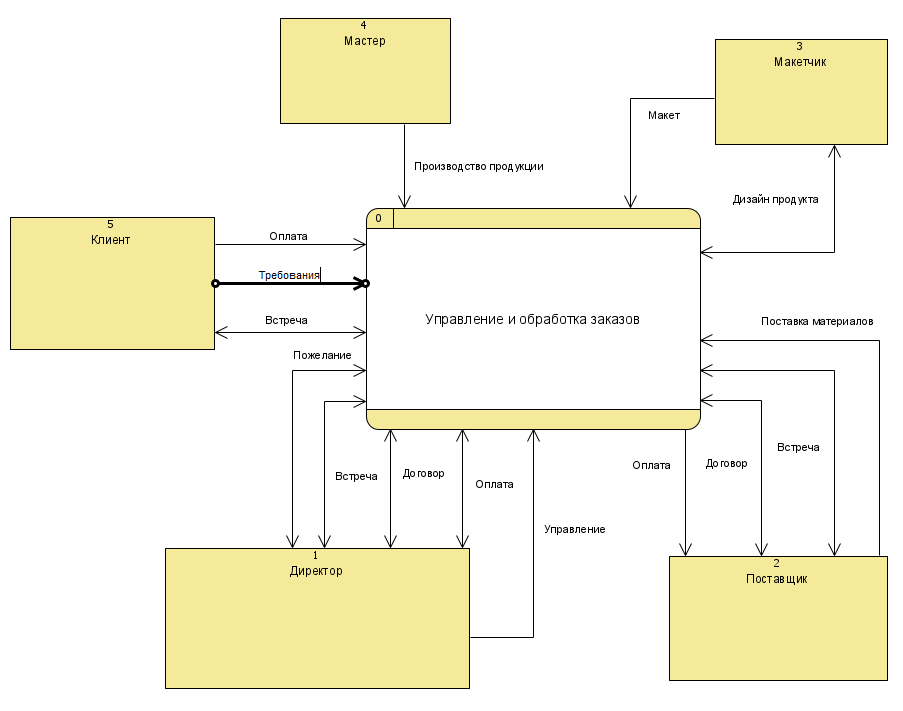 4
Мастер
3
Макетчик
Макет
Производство продукции
Дизайн продукта
0
5
Клиент
Оплата
Требования
Управление и обработка заказов
Встреча
Поставка материалов
Пожелание
Встреча
Договор
Оплата
Управление
Оплата
Договор
Встреча
1
Директор
2
Поставщик